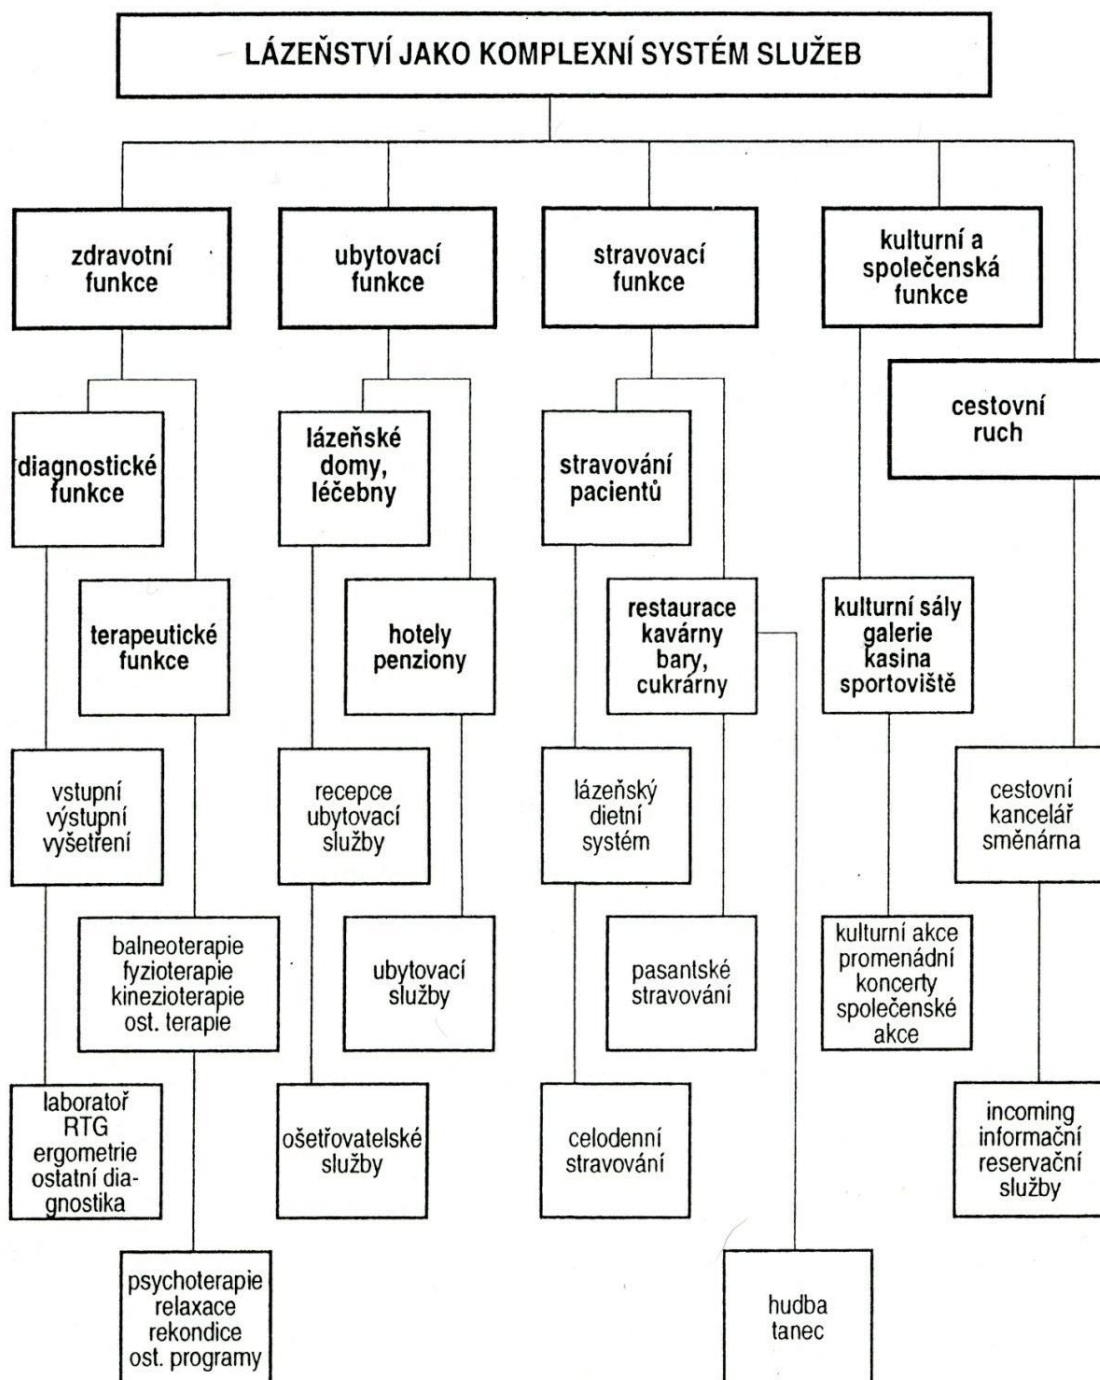 LÁZEŇSTVÍ JAKO KOMPLEXNÍ SYSTÉM SLUŽEB
zdravotní
funkce
ubytovací
funkce
stravovací
funkce
kulturní a
společenská
funkce
cestovní
ruch
diagnostické
funkce
lázeňské
domy,
léčebny
stravování
pacientů
terapeutické
funkce
hotely
penziony
restaurace
kavárny
bary,
cukrárny
kulturní sály
galerie
kasina
sportoviště
vstupní
výstupní
vyšetření
recepce
ubytovací
služby
lázeňský
dietní
systém
cestovní
kancelář
směnárna
balneoterapie
fyzioterapie
kinezioterapie
ost. terapie
ubytovací
služby
pasantské
stravování
kulturní akce
promenádní
koncerty
společenské
akce
laboratoř
RTG
ergometrie
ostatní dia-
gnostika
ošetřovatelské
služby
celodenní
stravování
incoming
informační
reservační
služby
psychoterapie
relaxace
rekondice
ost. programy
hudba
tanec